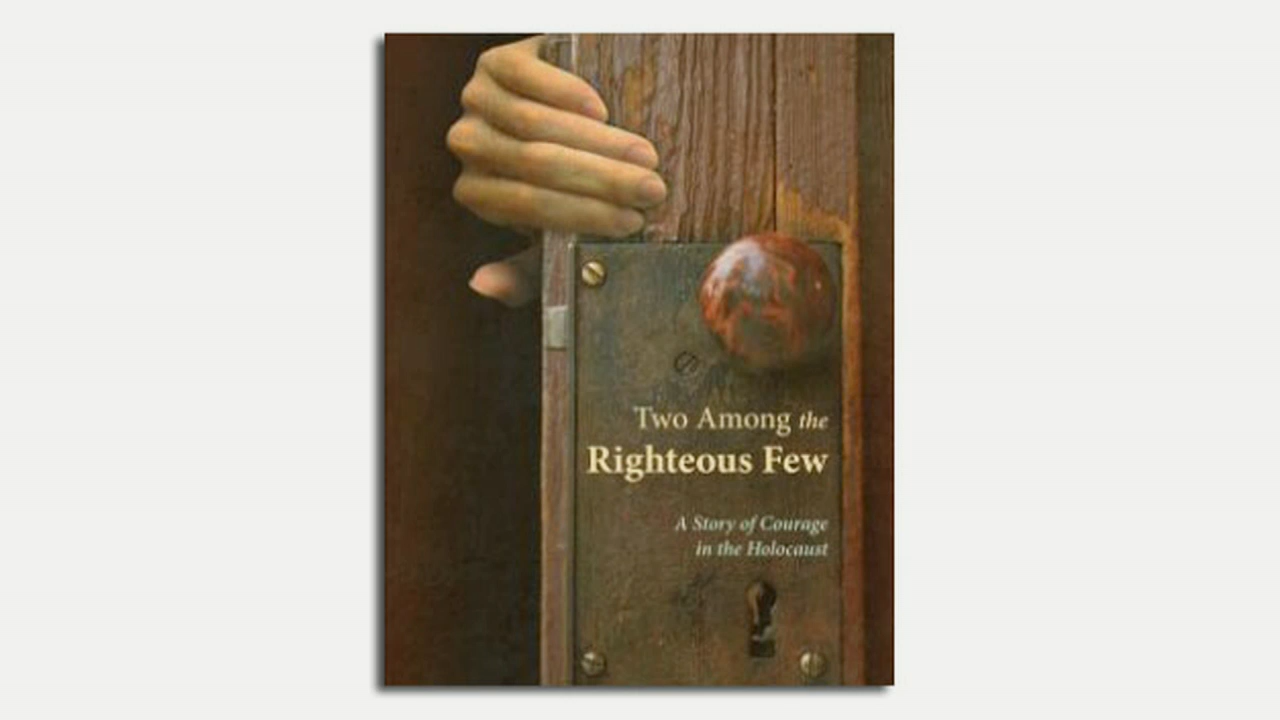 Two Among the
Righteous Few
A Story of Courage
in the Holocaust